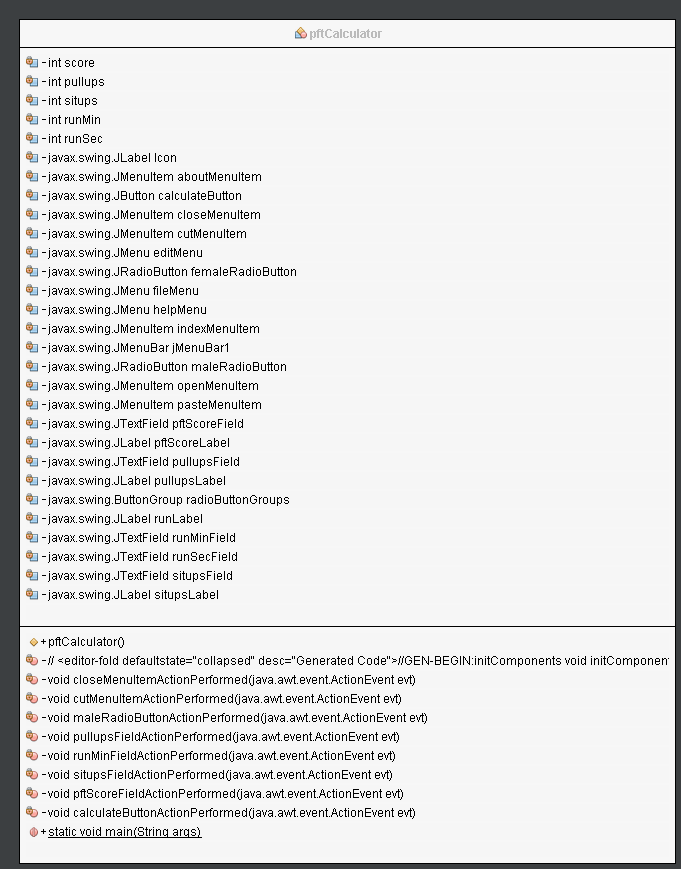 pftCalculator
-int score
-int pullups
-int situps
-int runMin
-int runSec
-javax.swing.JLabel Icon
-javax.swing.JMenuItem aboutMenuItem
-javax.swing.JButton calculateButton
-javax.swing.JMenuItem closeMenuItem
-javax.swing.JMenuItem cutMenuItem
-javax.swing.JMenu editMenu
-javax.swing.JRadioButton femaleRadioButton
-javax.swing.JMenu fileMenu
-javax.swing.JMenu helpMenu
-javax.swing.JMenuItem indexMenuItem
-javax.swing.JMenuBar jMenuBar1
-javax.swing.JRadioButton maleRadioButton
-javax.swing.JMenuItem openMenuItem
-javax.swing.JMenuItem pasteMenuItem
-javax.swing.JTextField pftScoreField
-javax.swing.JLabel pftScoreLabel
-javax.swing.JTextField pullupsField
-javax.swing.JLabel pullupsLabel
-javax.swing.ButtonGroup radioButtonGroups
-javax.swing.JLabel runLabel
-javax.swing.JTextField runMinField
-javax.swing.JTextField runSecField
-javax.swing.JTextField situpsField
-javax.swing.JLabel situpsLabel
+pftCalculator()
-// <editor-fold defaultstate="collapsed" desc="Generated Code">//GEN-BEGIN:initComponents void initComponen
-void closeMenuItemActionPerformed(java.awt.event.ActionEvent evt)
-void cutMenuItemActionPerformed(java.awt.event.ActionEvent evt)
-void maleRadioButtonActionPerformed(java.awt.event.ActionEvent evt)
-void pullupsFieldActionPerformed(java.awt.event.ActionEvent evt)
-void runMinFieldActionPerformed(java.awt.event.ActionEvent evt)
-void situpsFieldActionPerformed(java.awt.event.ActionEvent evt)
-void pftScoreFieldActionPerformed(java.awt.event.ActionEvent evt)
-void calculateButtonActionPerformed(java.awt.event.ActionEvent evt)
+static void main(String args)